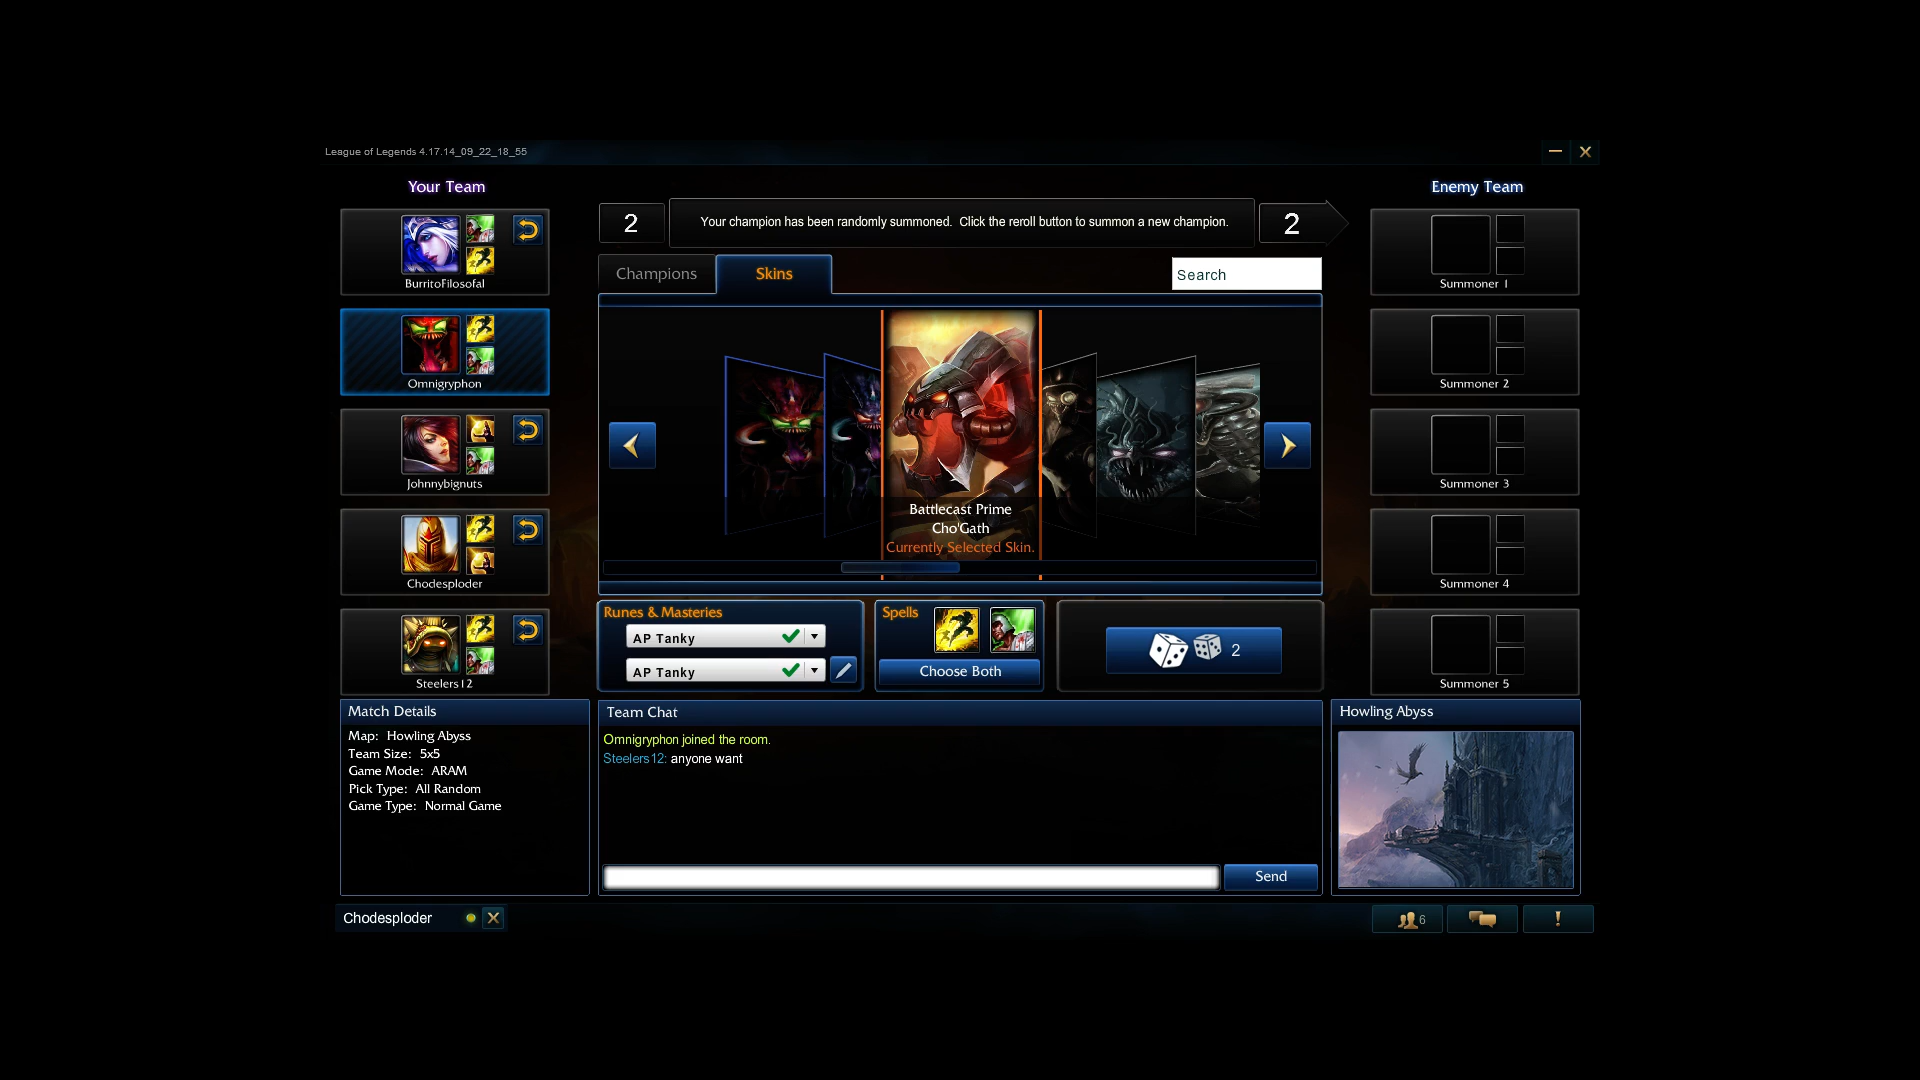 League of Legends 4.17.14_09_22_18_55
Your Team
Enemy Team
2
Your champion has been randomly summoned.  Click the reroll button to summon a new champion.
2
Champions
Skins
Search
BurritoFilosofal
Omnigryphon
Johnnybignuts
Chodesploder
Steelers12
Battlecast Prime
Cho'Gath
Currently Selected Skin.
Summoner 1
Summoner 2
Summoner 3
Summoner 4
Summoner 5
Runes & Masteries
AP Tanky
AP Tanky
Spells
Choose Both
2
Match Details
Map:  Howling Abyss
Team Size:  5x5
Game Mode:  ARAM
Pick Type:  All Random
Game Type:  Normal Game
Team Chat
Omnigryphon joined the room.
Steelers12: anyone want
Send
Howling Abyss
Chodesploder
6